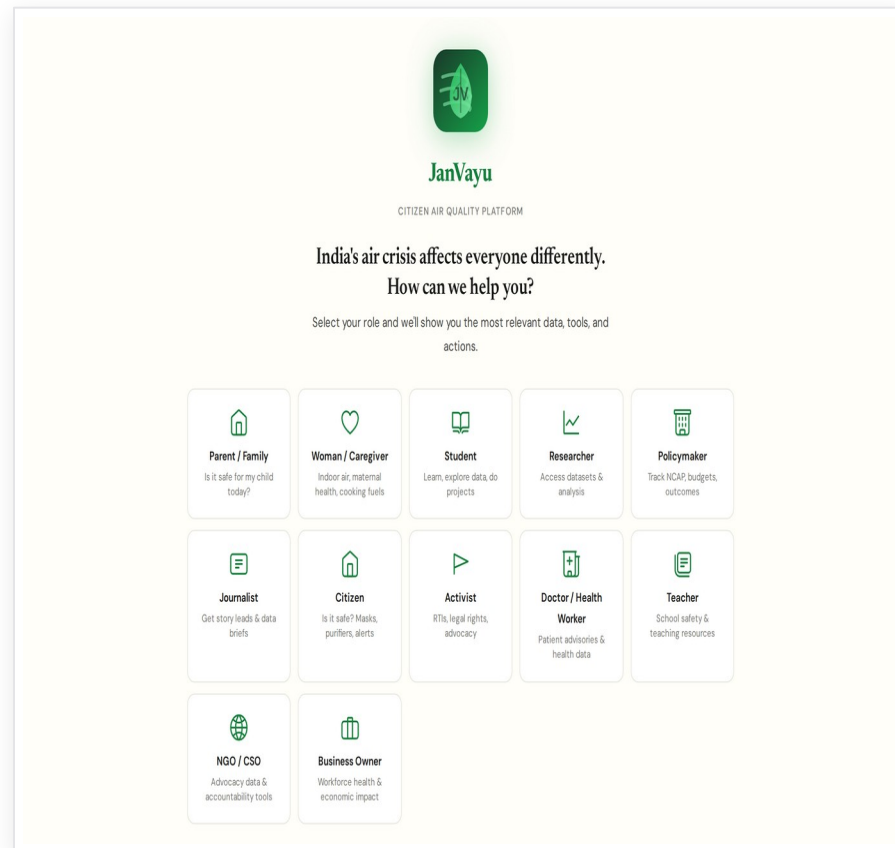 JV
JanVayu
CITIZEN AIR QUALITY PLATFORM
India's air crisis affects everyone differently.
How can we help you?
Select your role and we'll show you the most relevant data, tools, and
actions.
Parent / Family
Is it safe for my child
today?
Woman / Caregiver
Indoor air, maternal
health, cooking fuels
Student
Learn, explore data, do
projects
Researcher
Access datasets &
analysis
Policymaker
Track NCAP, budgets,
outcomes
Journalist
Get story leads & data
briefs
Citizen
Is it safe? Masks,
purifiers, alerts
Activist
RTIs, legal rights,
advocacy
Doctor / Health
Worker
Patient advisories &
health data
Teacher
School safety &
teaching resources
NGO / CSO
Advocacy data &
accountability tools
Business Owner
Workforce health &
economic impact